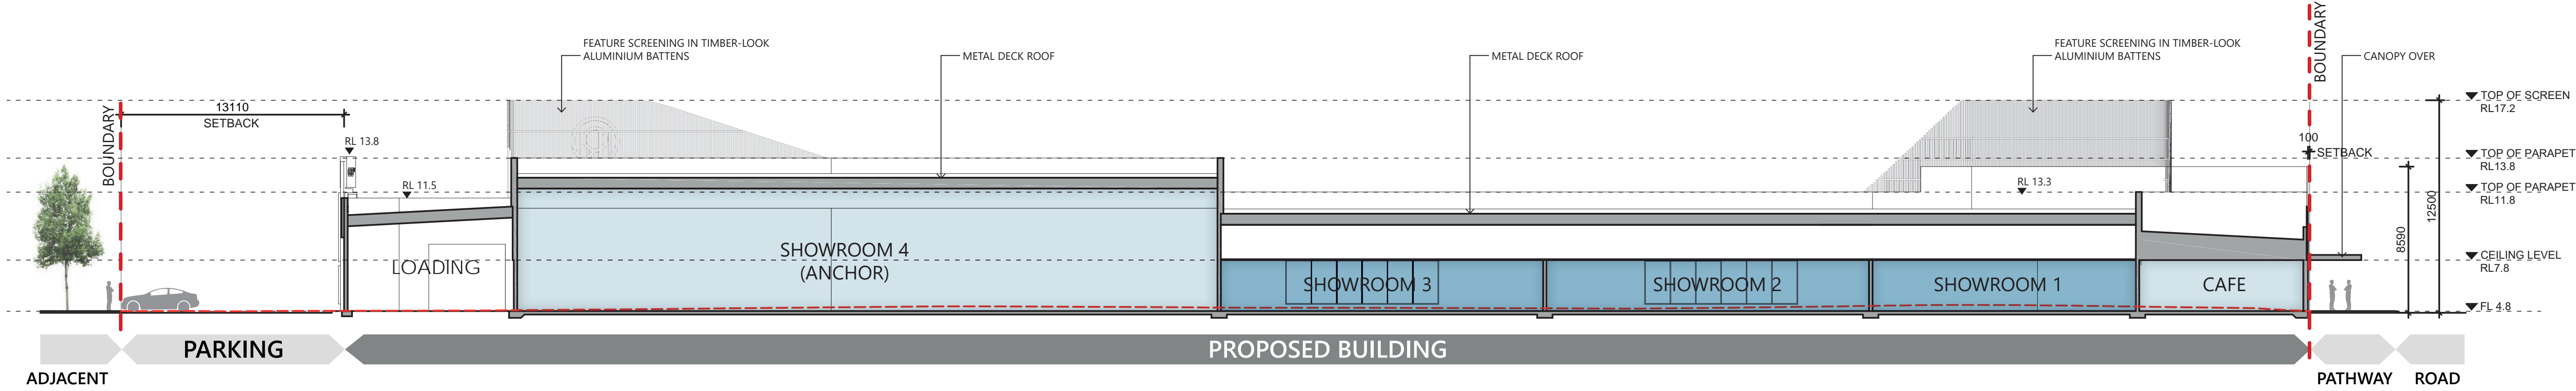 BOUNDARY
FEATURE SCREENING IN TIMBER-LOOK
ALUMINIUM BATTENS
METAL DECK ROOF
METAL DECK ROOF
FEATURE SCREENING IN TIMBER-LOOK
ALUMINIUM BATTENS
CANOPY OVER
BOUNDARY
13110
SETBACK
RL 13.8
RL 11.5
RL 13.3
100
SETBACK
TOP OF SCREEN
RL17.2
TOP OF PARAPET
RL13.8
TOP OF PARAPET
RL11.8
12500
8590
CEILING LEVEL
RL7.8
FL 4.8
LOADING
SHOWROOM 4
(ANCHOR)
SHOWROOM 3
SHOWROOM 2
SHOWROOM 1
CAFE
PARKING
PROPOSED BUILDING
ADJACENT
PATHWAY
ROAD